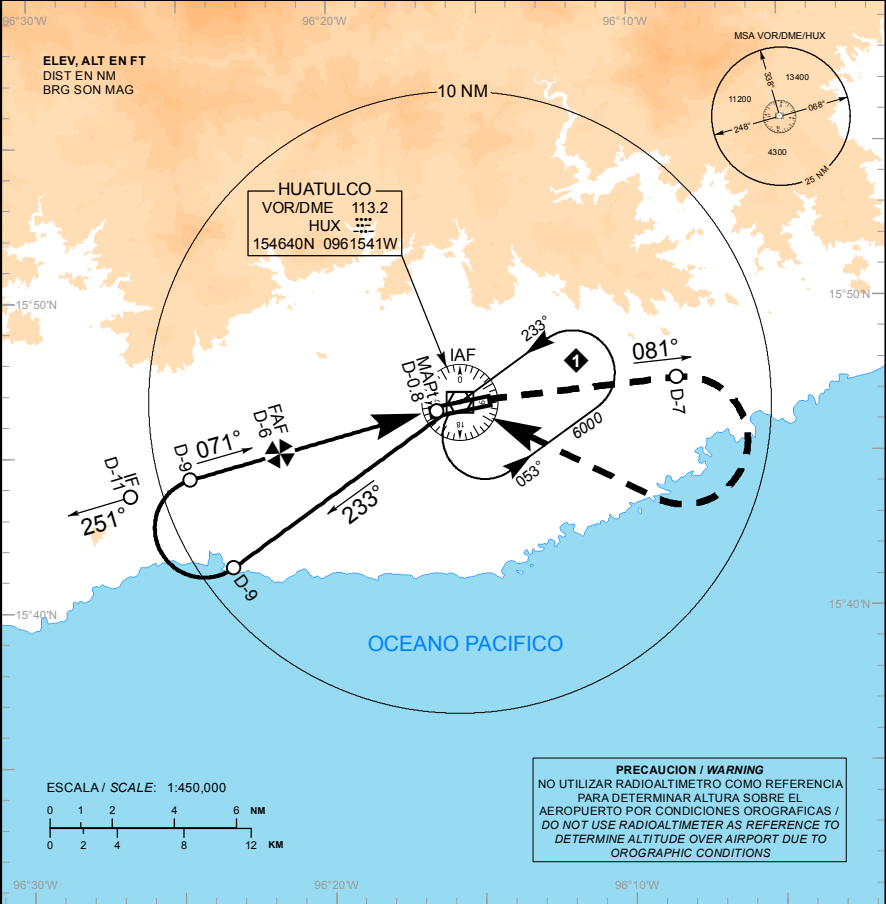 96°30'W
96°20'W
96°10'W
ELEV, ALT EN FT
DIST EN NM
BRG SON MAG
MSA VOR/DME/HUX
338°
13400
11200
068°
248°
4300
25 NM
10 NM
HUATULCO
VOR/DME 113.2
HUX
154640N 0961541W
15°50'N
15°50'N
IAF
233°
1
081°
MAPt
D-0.8
0
18
D-7
6000
053°
FAF
D-6
071°
D-9
IF
D-11
251°
233°
D-9
15°40'N
15°40'N
OCEANO PACIFICO
ESCALA / SCALE: 1:450,000
0 1 2 4 6 NM
0 2 4 8 12 KM
PRECAUCION / WARNING
NO UTILIZAR RADIOALTIMETRO COMO REFERENCIA
PARA DETERMINAR ALTURA SOBRE EL
AEROPUERTO POR CONDICIONES OROGRAFICAS /
DO NOT USE RADIOALTIMETER AS REFERENCE TO
DETERMINE ALTITUDE OVER AIRPORT DUE TO
OROGRAPHIC CONDITIONS
96°30'W
96°20'W
96°10'W